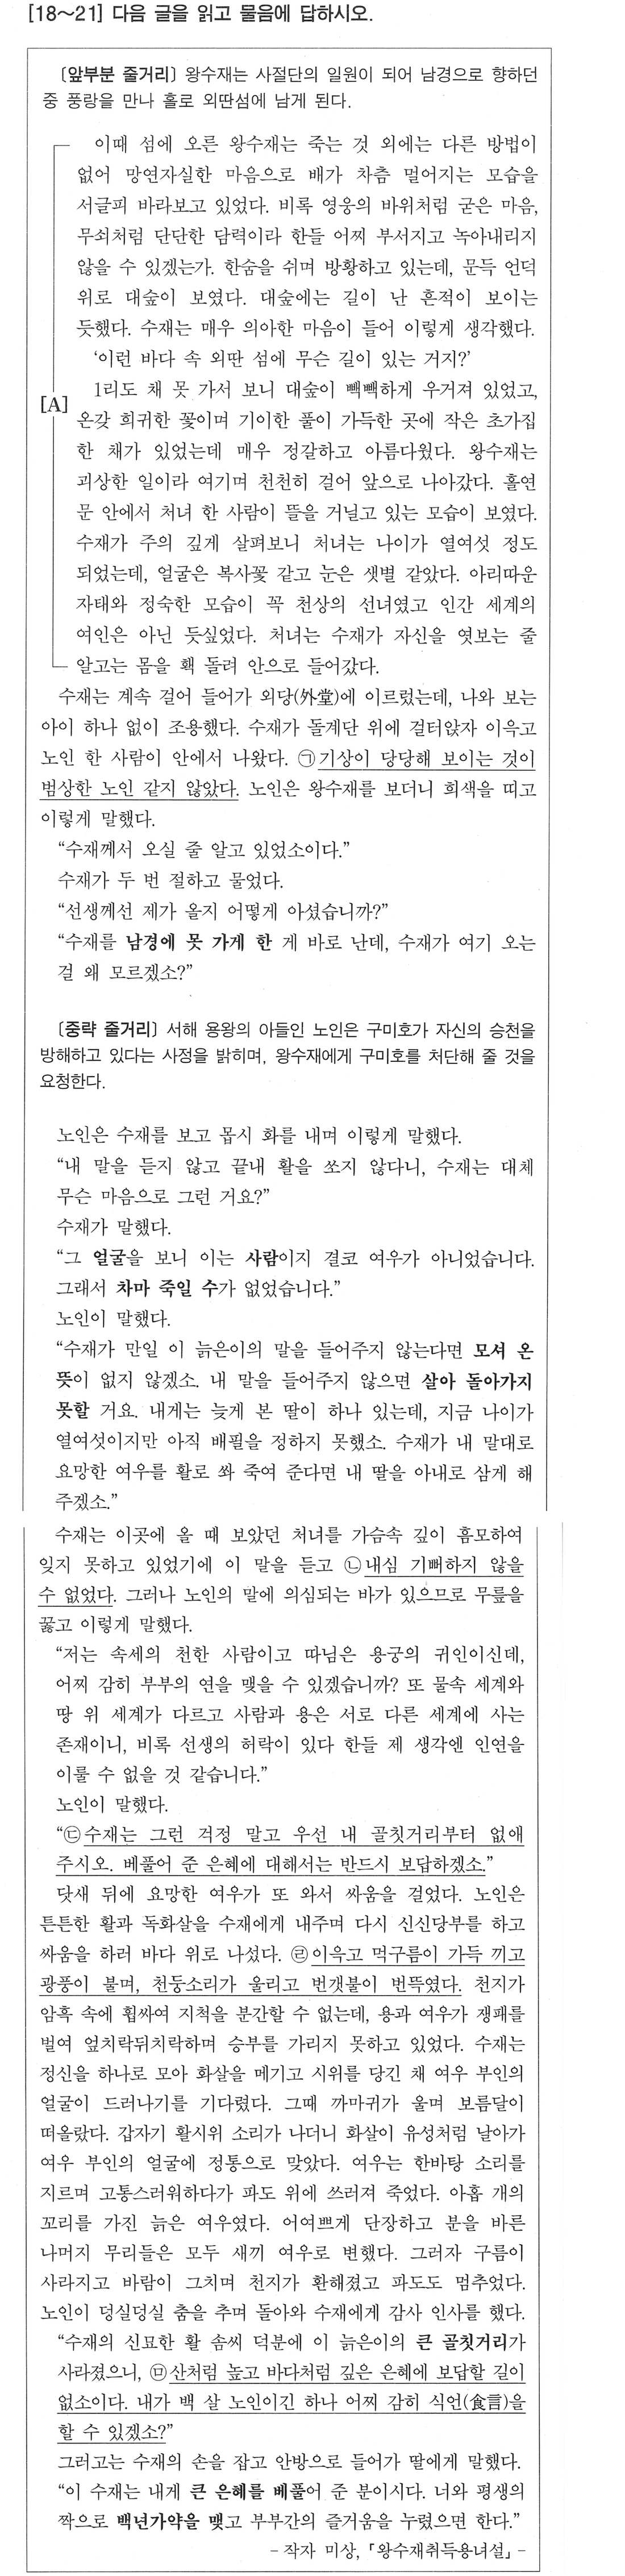 [18～21] 다음 글을 읽고 물음에 답하시오.
〔앞부분 줄거리〕 왕수재는 사절단의 일원이 되어 남경으로 향하던
중 풍랑을 만나 홀로 외딴섬에 남게 된다.
이때 섬에 오른 왕수재는 죽는 것 외에는 다른 방법이
없어 망연자실한 마음으로 배가 차츰 멀어지는 모습을
서글피 바라보고 있었다. 비록 영웅의 바위처럼 굳은 마음,
무쇠처럼 단단한 담력이라 한들 어찌 부서지고 녹아내리지
않을 수 있겠는가. 한숨을 쉬며 방황하고 있는데, 문득 언덕
위로 대숲이 보였다. 대숲에는 길이 난 흔적이 보이는
듯했다. 수재는 매우 의아한 마음이 들어 이렇게 생각했다.
‘이런 바다 속 외딴 섬에 무슨 길이 있는 거지?’
[A]
1리도 채 못 가서 보니 대숲이 빽빽하게 우거져 있었고,
온갖 희귀한 꽃이며 기이한 풀이 가득한 곳에 작은 초가집
한 채가 있었는데 매우 정갈하고 아름다웠다. 왕수재는
괴상한 일이라 여기며 천천히 걸어 앞으로 나아갔다. 홀연
문 안에서 처녀 한 사람이 뜰을 거닐고 있는 모습이 보였다.
수재가 주의 깊게 살펴보니 처녀는 나이가 열여섯 정도
되었는데, 얼굴은 복사꽃 같고 눈은 샛별 같았다. 아리따운
자태와 정숙한 모습이 꼭 천상의 선녀였고 인간 세계의
여인은 아닌 듯싶었다. 처녀는 수재가 자신을 엿보는 줄
알고는 몸을 홱 돌려 안으로 들어갔다.
수재는 계속 걸어 들어가 외당(外堂)에 이르렀는데, 나와 보는
아이 하나 없이 조용했다. 수재가 돌계단 위에 걸터앉자 이윽고
노인 한 사람이 안에서 나왔다. ㉠기상이 당당해 보이는 것이
범상한 노인 같지 않았다. 노인은 왕수재를 보더니 희색을 띠고
이렇게 말했다.
“수재께서 오실 줄 알고 있었소이다.”
수재가 두 번 절하고 물었다.
“선생께선 제가 올지 어떻게 아셨습니까?”
“수재를 남경에 못 가게 한 게 바로 난데, 수재가 여기 오는
걸 왜 모르겠소?”
〔중략 줄거리〕 서해 용왕의 아들인 노인은 구미호가 자신의 승천을
방해하고 있다는 사정을 밝히며, 왕수재에게 구미호를 처단해 줄 것을
요청한다.
노인은 수재를 보고 몹시 화를 내며 이렇게 말했다.
“내 말을 듣지 않고 끝내 활을 쏘지 않다니, 수재는 대체
무슨 마음으로 그런 거요?”
수재가 말했다.
“그 얼굴을 보니 이는 사람이지 결코 여우가 아니었습니다.
그래서 차마 죽일 수가 없었습니다.”
노인이 말했다.
“수재가 만일 이 늙은이의 말을 들어주지 않는다면 모셔 온
뜻이 없지 않겠소. 내 말을 들어주지 않으면 살아 돌아가지
못할 거요. 내게는 늦게 본 딸이 하나 있는데, 지금 나이가
열여섯이지만 아직 배필을 정하지 못했소. 수재가 내 말대로
요망한 여우를 활로 쏴 죽여 준다면 내 딸을 아내로 삼게 해
주겠소.”
수재는 이곳에 올 때 보았던 처녀를 가슴속 깊이 흠모하여
잊지 못하고 있었기에 이 말을 듣고 ㉡내심 기뻐하지 않을
수 없었다. 그러나 노인의 말에 의심되는 바가 있으므로 무릎을
꿇고 이렇게 말했다.
“저는 속세의 천한 사람이고 따님은 용궁의 귀인이신데,
어찌 감히 부부의 연을 맺을 수 있겠습니까? 또 물속 세계와
땅 위 세계가 다르고 사람과 용은 서로 다른 세계에 사는
존재이니, 비록 선생의 허락이 있다 한들 제 생각엔 인연을
이룰 수 없을 것 같습니다.”
노인이 말했다.
“㉢수재는 그런 걱정 말고 우선 내 골칫거리부터 없애
주시오. 베풀어 준 은혜에 대해서는 반드시 보답하겠소.”
닷새 뒤에 요망한 여우가 또 와서 싸움을 걸었다. 노인은
튼튼한 활과 독화살을 수재에게 내주며 다시 신신당부를 하고
싸움을 하러 바다 위로 나섰다. ㉣이윽고 먹구름이 가득 끼고
광풍이 불며, 천둥소리가 울리고 번갯불이 번뜩였다. 천지가
암흑 속에 휩싸여 지척을 분간할 수 없는데, 용과 여우가 쟁패를
벌여 엎치락뒤치락하며 승부를 가리지 못하고 있었다. 수재는
정신을 하나로 모아 화살을 메기고 시위를 당긴 채 여우 부인의
얼굴이 드러나기를 기다렸다. 그때 까마귀가 울며 보름달이
떠올랐다. 갑자기 활시위 소리가 나더니 화살이 유성처럼 날아가
여우 부인의 얼굴에 정통으로 맞았다. 여우는 한바탕 소리를
지르며 고통스러워하다가 파도 위에 쓰러져 죽었다. 아홉 개의
꼬리를 가진 늙은 여우였다. 어여쁘게 단장하고 분을 바른
나머지 무리들은 모두 새끼 여우로 변했다. 그러자 구름이
사라지고 바람이 그치며 천지가 환해졌고 파도도 멈추었다.
노인이 덩실덩실 춤을 추며 돌아와 수재에게 감사 인사를 했다.
“수재의 신묘한 활 솜씨 덕분에 이 늙은이의 큰 골칫거리가
사라졌으니, ㉤산처럼 높고 바다처럼 깊은 은혜에 보답할 길이
없소이다. 내가 백 살 노인이긴 하나 어찌 감히 식언(食言)을
할 수 있겠소?”
그러고는 수재의 손을 잡고 안방으로 들어가 딸에게 말했다.
“이 수재는 내게 큰 은혜를 베풀어 준 분이시다. 너와 평생의
짝으로 백년가약을 맺고 부부간의 즐거움을 누렸으면 한다.”
- 작자 미상, 「왕수재취득용녀설」 -